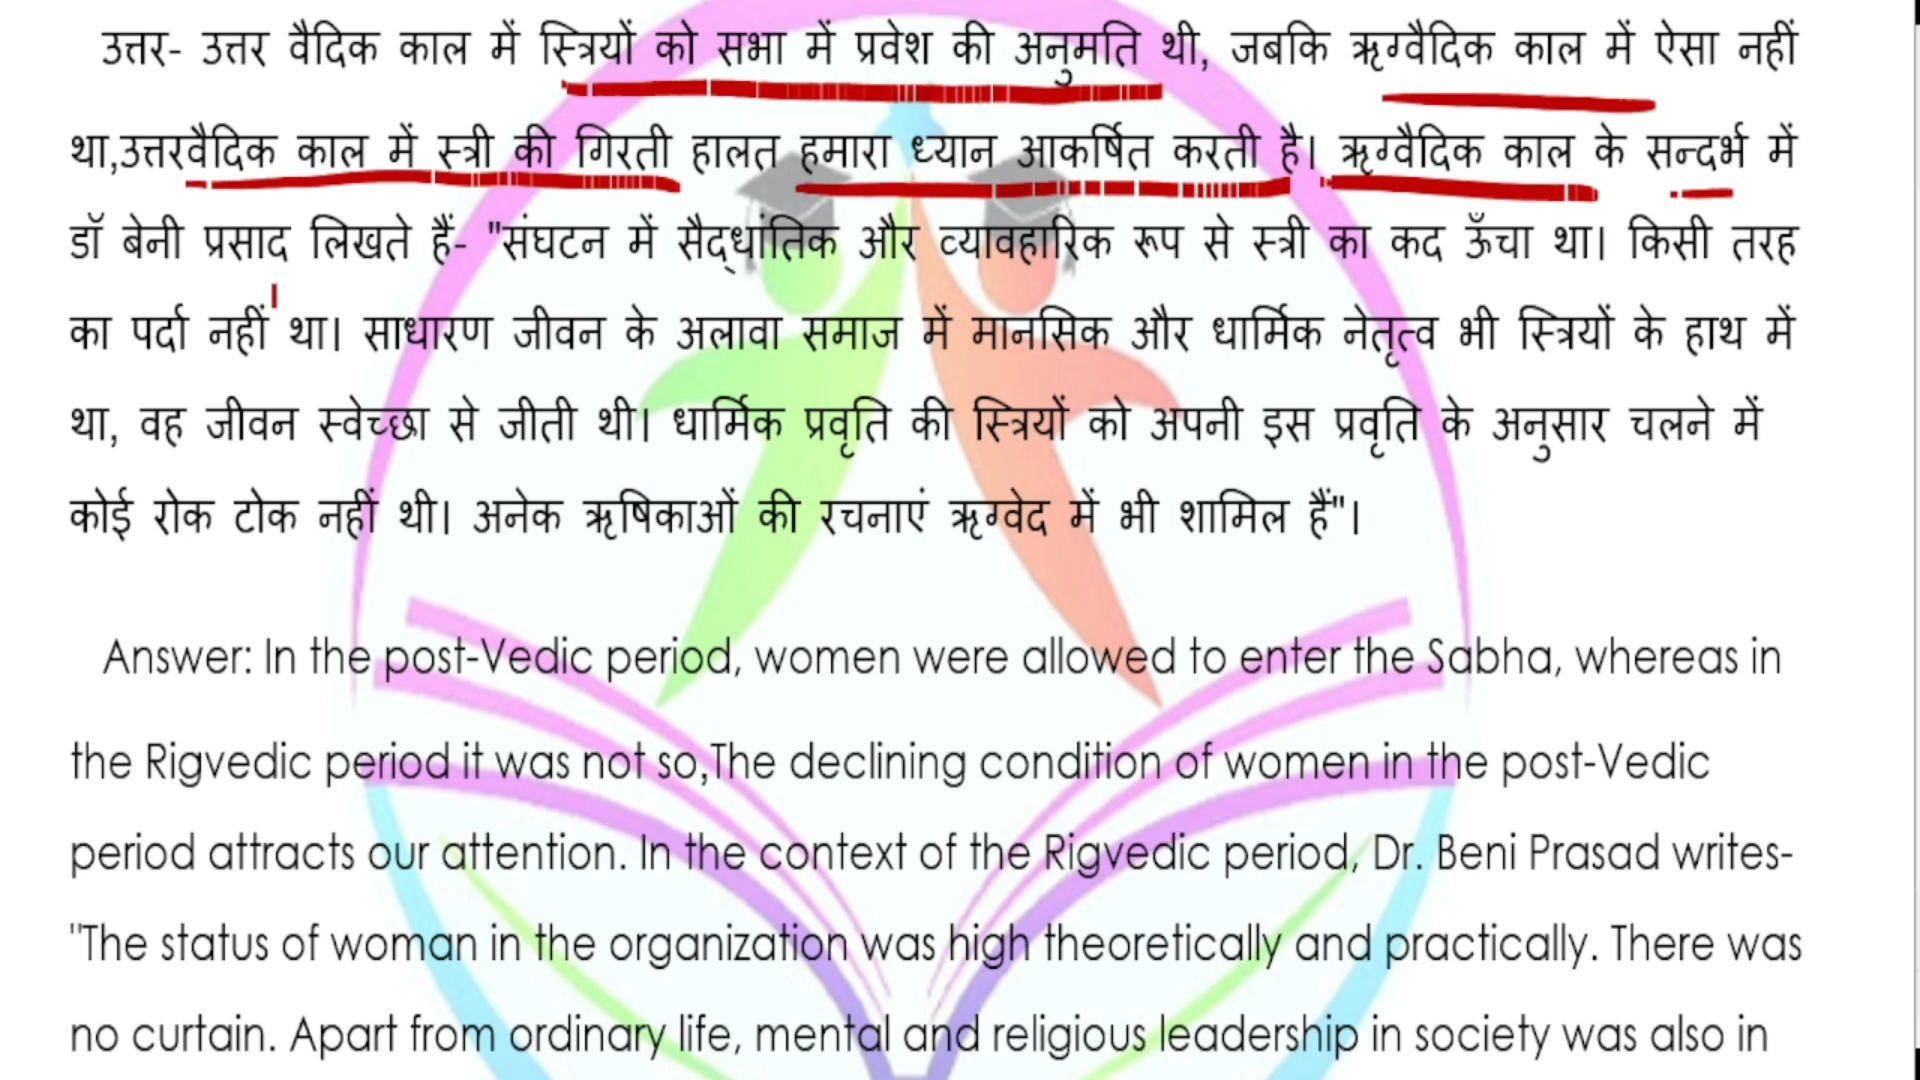 उत्तर- उत्तर वैदिक काल में स्त्रियों को सभा में प्रवेश की अनुमति थी, जबकि ऋग्वैदिक काल में ऐसा नहीं
था,उत्तरवैदिक काल में स्त्री की गिरती हालत हमारा ध्यान आकर्षित करती है। ऋग्वैदिक काल के सन्दर्भ में
डॉ बेनी प्रसाद लिखते हैं- "संघटन में सैद्धांतिक और व्यावहारिक रूप से स्त्री का कद ऊँचा था। किसी तरह
का पर्दा नहीं था। साधारण जीवन के अलावा समाज में मानसिक और धार्मिक नेतृत्व भी स्त्रियों के हाथ में
था, वह जीवन स्वेच्छा से जीती थी। धार्मिक प्रवृति की स्त्रियों को अपनी इस प्रवृति के अनुसार चलने में
कोई रोक टोक नहीं थी। अनेक ऋषिकाओं की रचनाएं ऋग्वेद में भी शामिल हैं"।
Answer: In the post-Vedic period, women were allowed to enter the Sabha, whereas in
the Rigvedic period it was not so,The declining condition of women in the post-Vedic
period attracts our attention. In the context of the Rigvedic period, Dr. Beni Prasad writes-
"The status of woman in the organization was high theoretically and practically. There was
no curtain. Apart from ordinary life, mental and religious leadership in society was also in